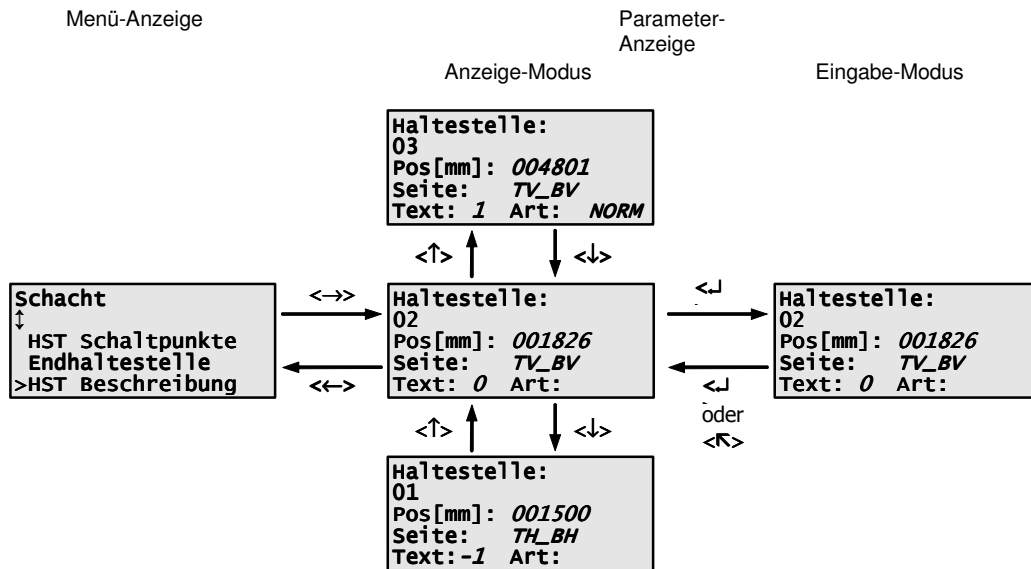 Menü-Anzeige
Parameter-
Anzeige
Anzeige-Modus
Eingabe-Modus
Haltestelle:
03
Pos[mm]: 004801
Seite: TV_BV
Text: 1 Art: NORM
<↑>
<↓>
Schacht
↕
HST Schaltpunkte
Endhaltestelle
>HST Beschreibung
<→>
<←>
Haltestelle:
02
Pos[mm]: 001826
Seite: TV_BV
Text: 0 Art:
<↵
<↵
oder
<↖>
Haltestelle:
02
Pos[mm]: 001826
Seite: TV_BV
Text: 0 Art:
<↑>
<↓>
Haltestelle:
01
Pos[mm]: 001500
Seite: TH_BH
Text:-1 Art: